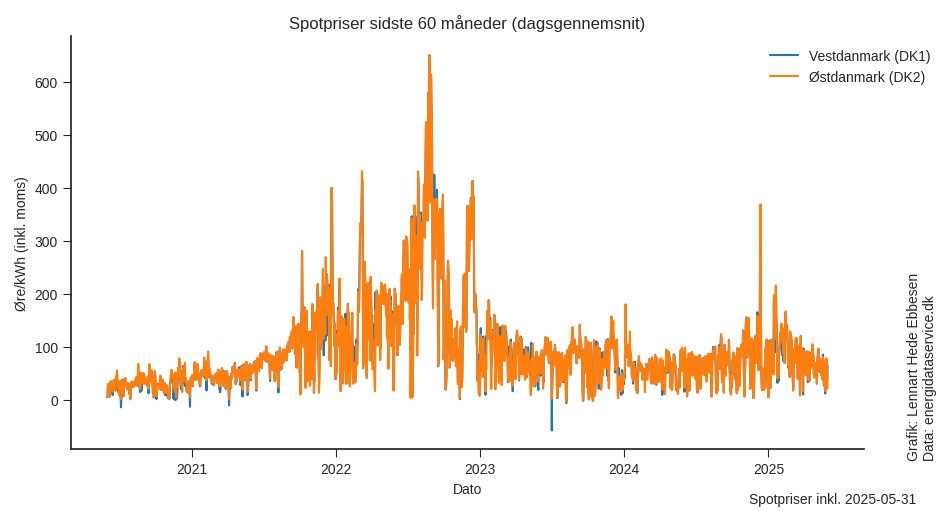 Spotpriser sidste 60 måneder (dagsgennemsnit)
Vestdanmark (DK1)
Østdanmark (DK2)
Øre/kWh (inkl. moms)
600
500
400
300
200
100
0
2021
2022
2023
2024
2025
Dato
Grafik: Lennart Hede Ebbesen
Data: energidataservice.dk
Spotpriser inkl. 2025-05-31